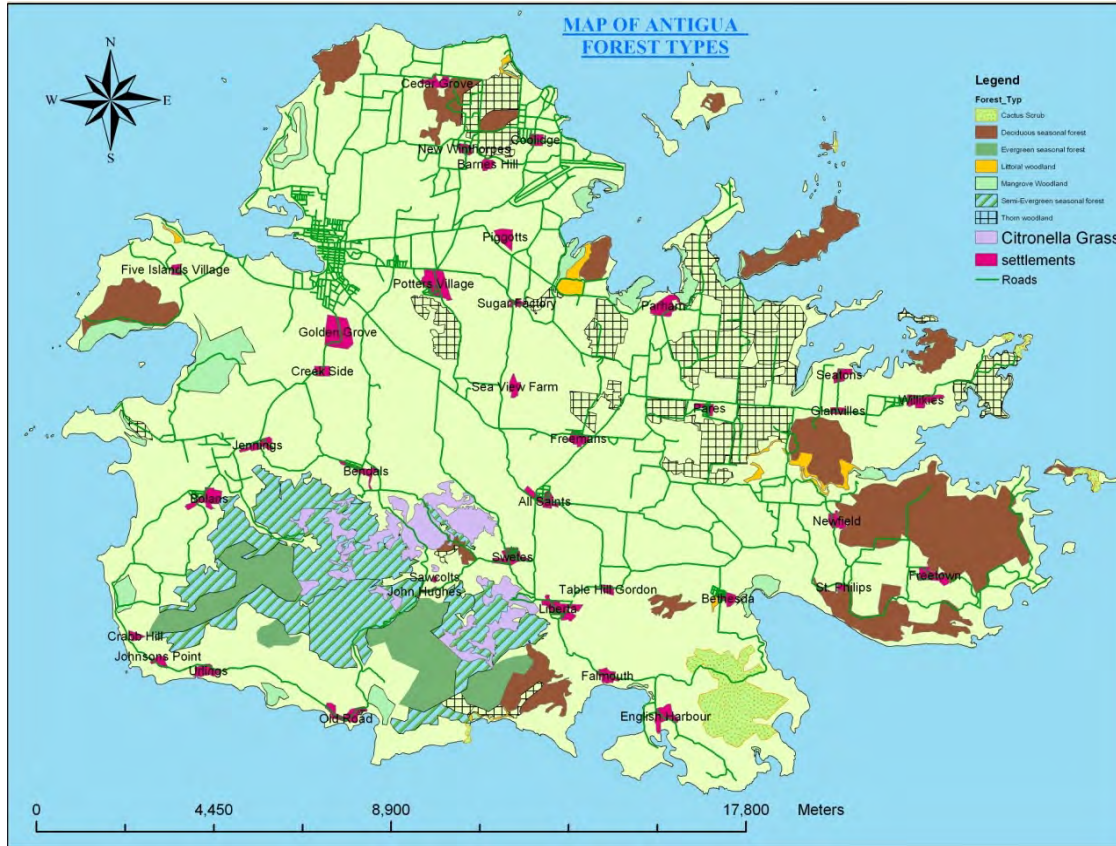 MAP OF ANTIGUA
FOREST TYPES
N
W
E
S
Legend
Forest_Typ
Cactus Scrub
Deciduous seasonal forest
Evergreen seasonal forest
Littoral woodland
Mangrove Woodland
Semi-Evergreen seasonal forest
Thorn woodland
Citronella Grass
settlements
Roads
Cedar Grove
New Winthorpes
Coolidge
Barnes Hill
Piggotts
Five Islands Village
Potters Village
Sugar Factory
Parham
Golden Grove
Creek Side
Sea View Farm
Seatons
Pares
Glanvilles
Willikies
Freemans
Jennings
Bengals
Bolans
All Saints
Newfield
Swetes
Sawcolts
John Hughes
Table Hill Gordon
Bethesda
St. Philips
Freetown
Liberta
Crabb Hill
Johnsons Point
Urlings
Falmouth
Old Road
English Harbour
0
4,450
8,900
17,800
Meters